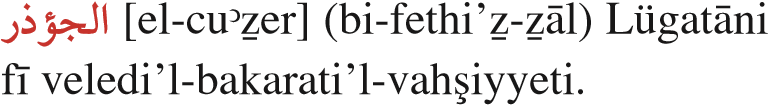 الجؤذر [el-cuʾẕer] (bi-fethi’ẕ-ẕāl) Lügatāni
fī veledi’l-bakarati’l-vahşiyyeti.